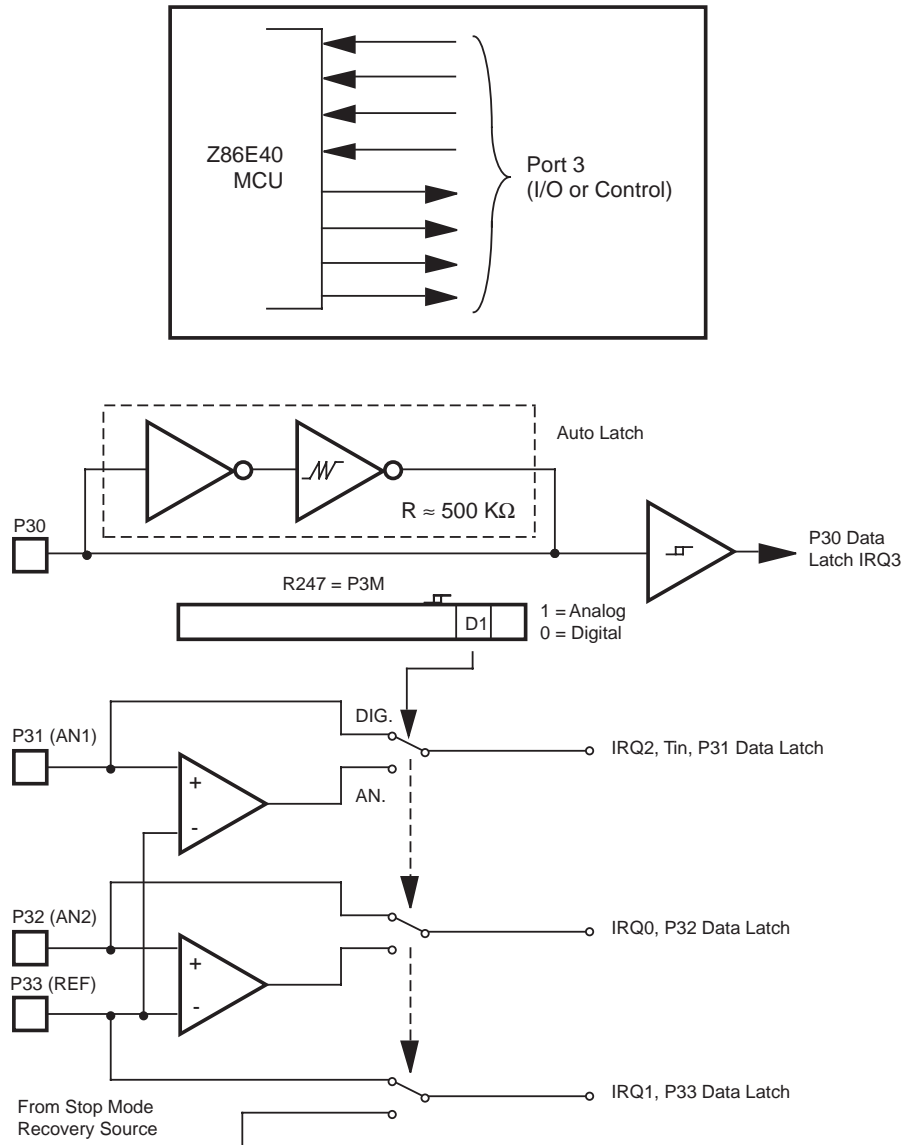 Z86E40
MCU
Port 3
(I/O or Control)
Auto Latch
R ≈ 500 KΩ
P30
P30 Data
Latch IRQ3
R247 = P3M
D1
1 = Analog
0 = Digital
DIG.
P31 (AN1)
IRQ2, Tin, P31 Data Latch
+
-
AN.
P32 (AN2)
IRQ0, P32 Data Latch
+
P33 (REF)
-
IRQ1, P33 Data Latch
From Stop Mode
Recovery Source